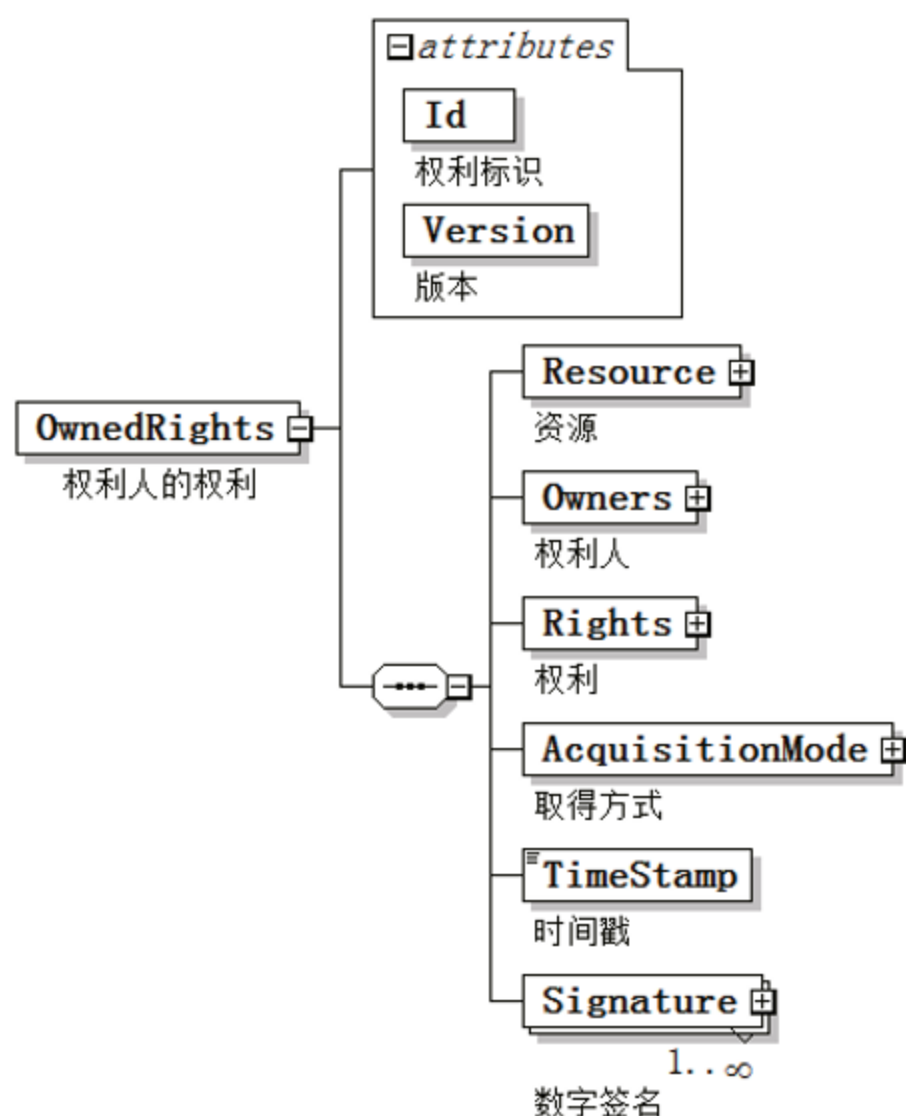 attributes
Id
权利标识
Version
版本
OwnedRights
权利人的权利
Resource
资源
Owners
权利人
Rights
权利
AcquisitionMode
取得方式
TimeStamp
时间戳
Signature
1..∞
数字签名